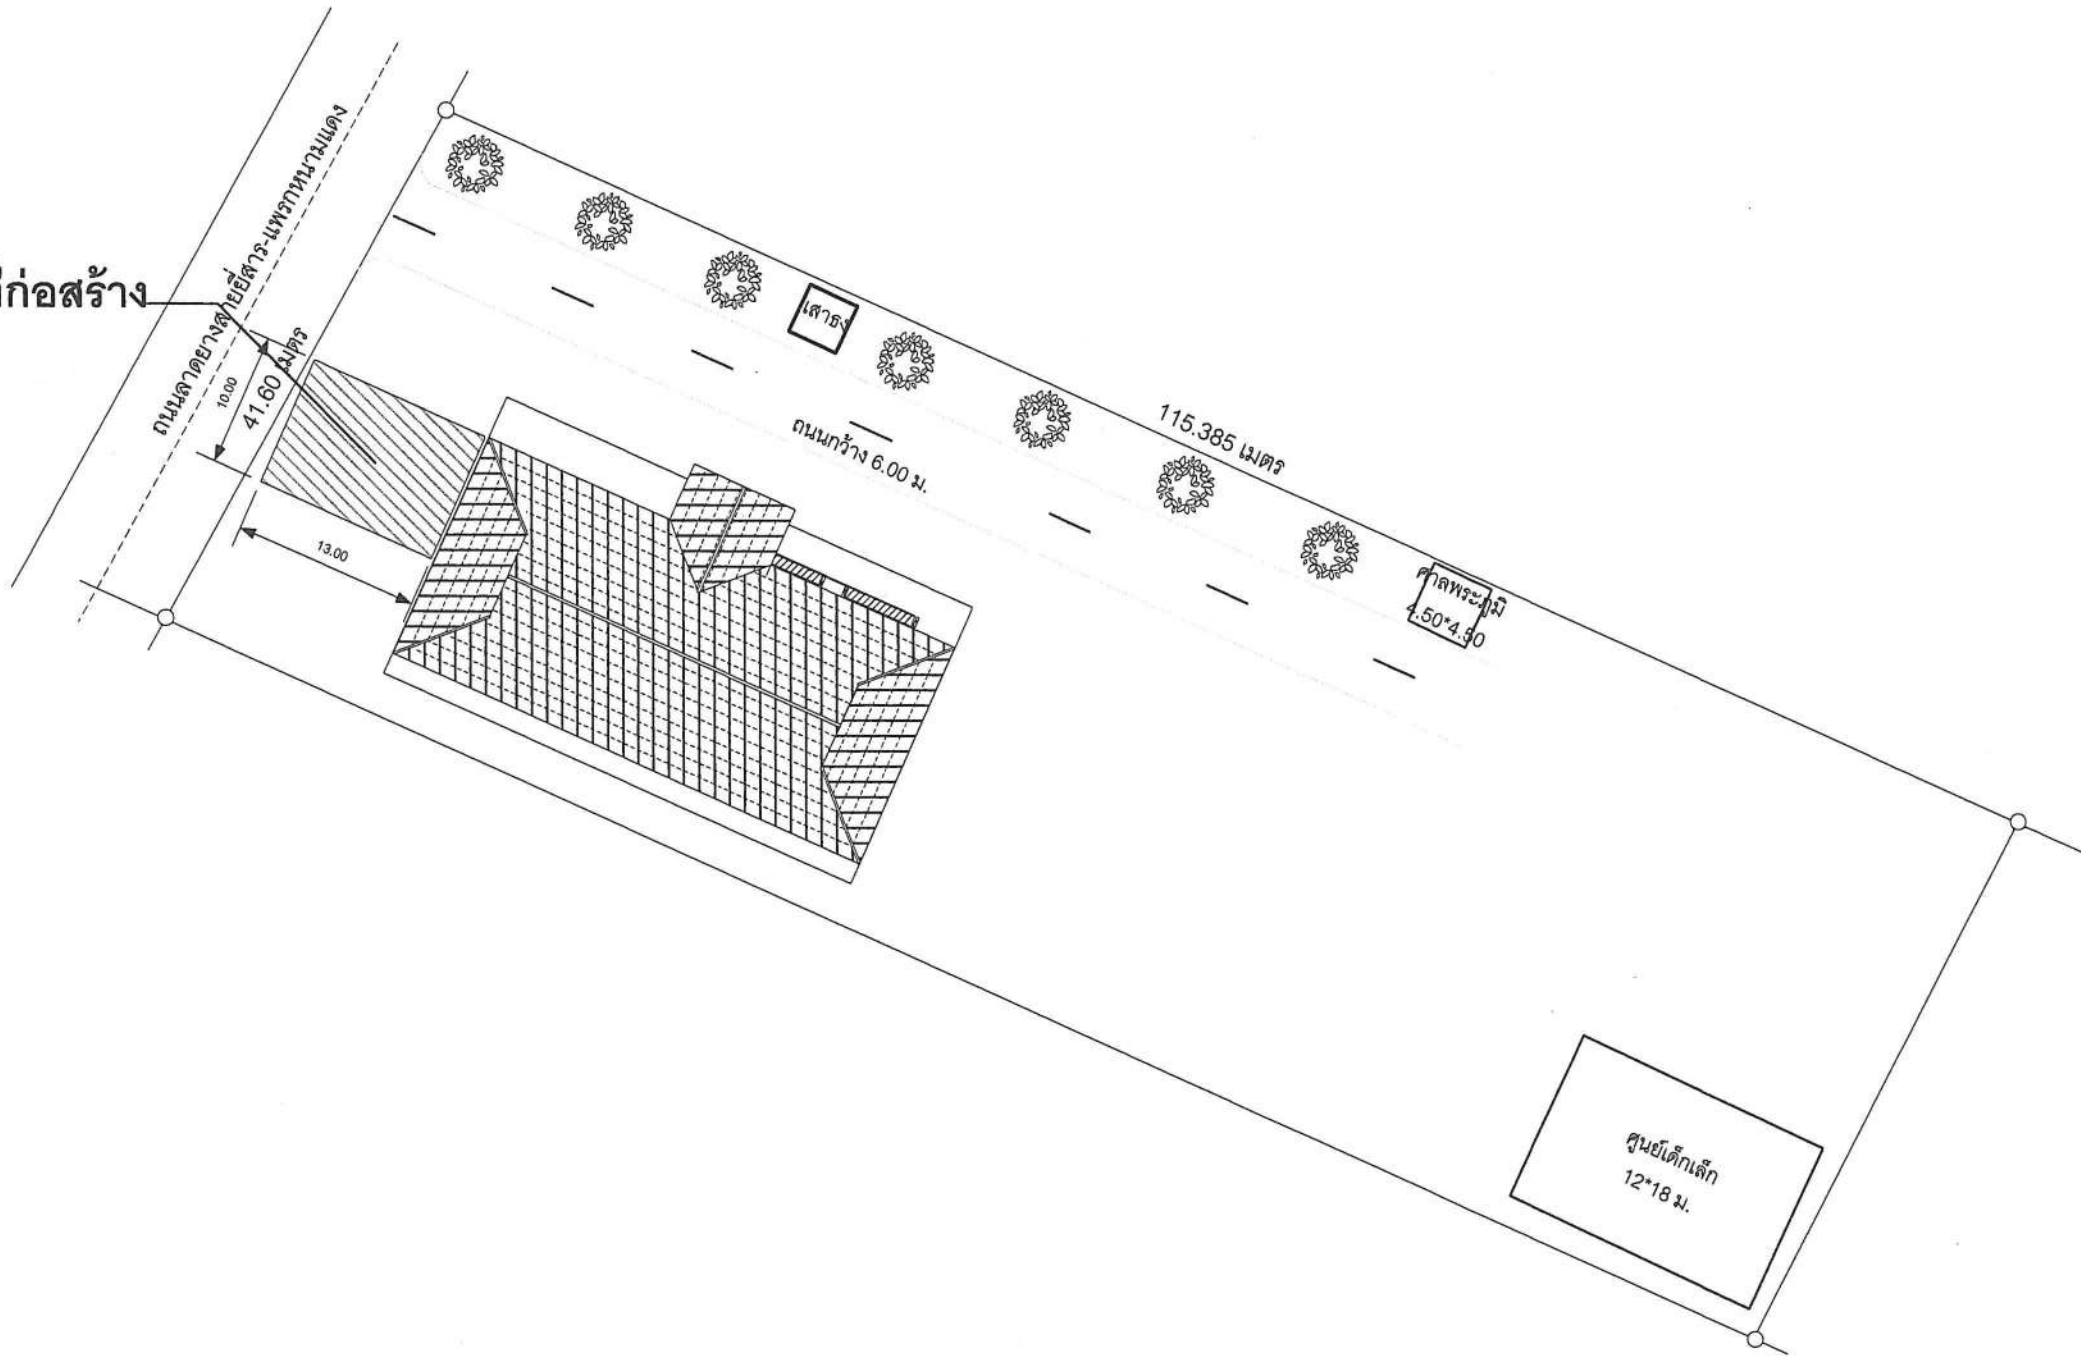 ก่อสร้าง
ถนนลาดยางสายยี่สาร-แพรกหนามแดง
41.60 เมตร
10.00
13.00
เสาธง
ถนนกว้าง 6.00 ม.
115.385 เมตร
ศาลพระภูมิ
4.50*4.50
ศูนย์เด็กเล็ก
12*18 ม.